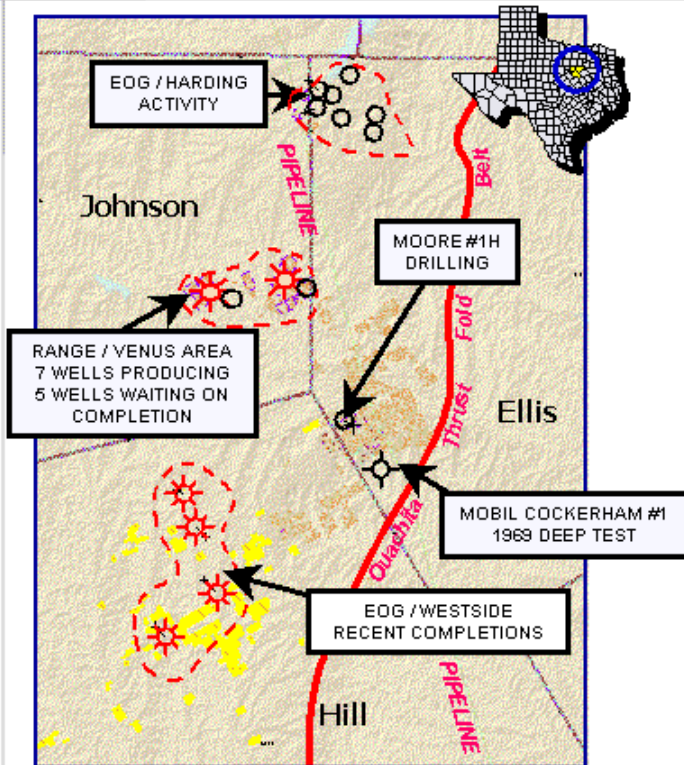 EOG / HARDING
ACTIVITY
PIPELINE
Belt
Johnson
MOORE #1H
DRILLING
RANGE / VENUS AREA
7 WELLS PRODUCING
5 WELLS WAITING ON
COMPLETION
Fold
Thrust
Ellis
MOBIL COCKERHAM #1
1969 DEEP TEST
Ouachita
EOG / WESTSIDE
RECENT COMPLETIONS
PIPELINE
Hill